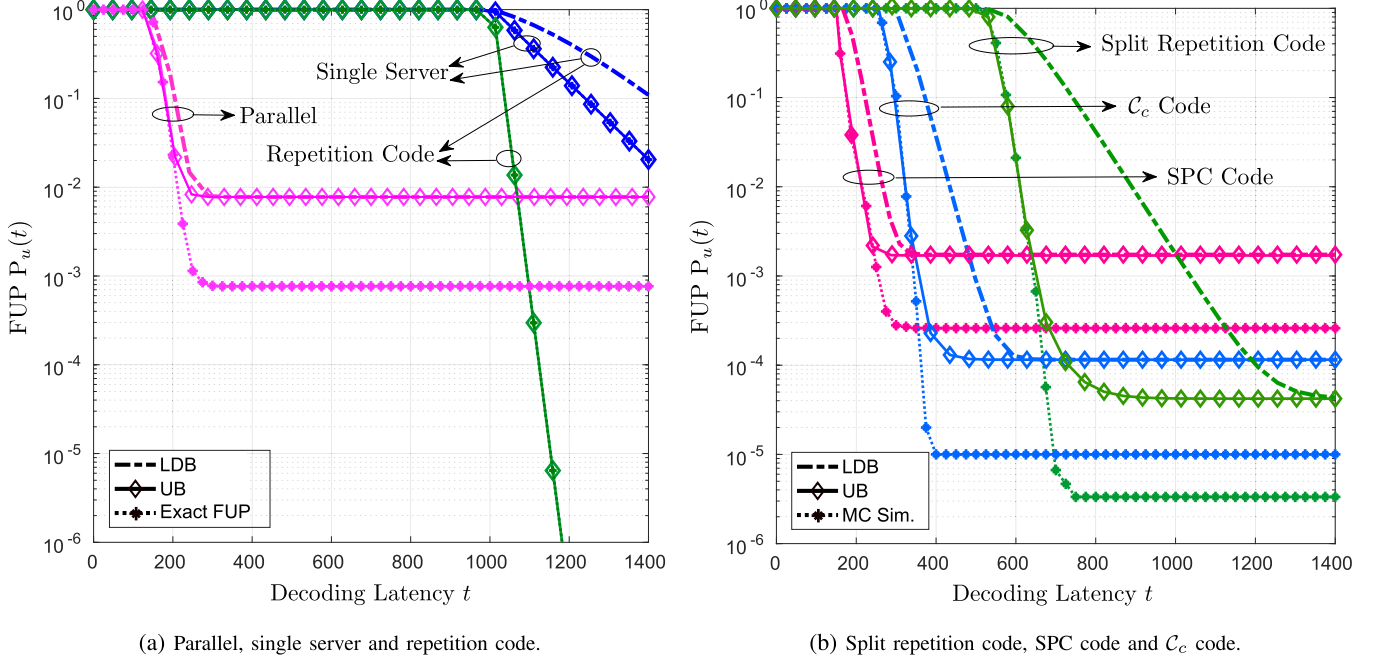 10^0
10^-1
10^-2
10^-3
10^-4
10^-5
10^-6
FUP P_u(t)
Single Server
Parallel
Repetition Code
LDB
UB
Exact FUP
0 200 400 600 800 1000 1200 1400
Decoding Latency t
(a) Parallel, single server and repetition code.
10^0
10^-1
10^-2
10^-3
10^-4
10^-5
10^-6
FUP P_u(t)
Split Repetition Code
𝒞_c Code
SPC Code
LDB
UB
MC Sim.
0 200 400 600 800 1000 1200 1400
Decoding Latency t
(b) Split repetition code, SPC code and 𝒞_c code.